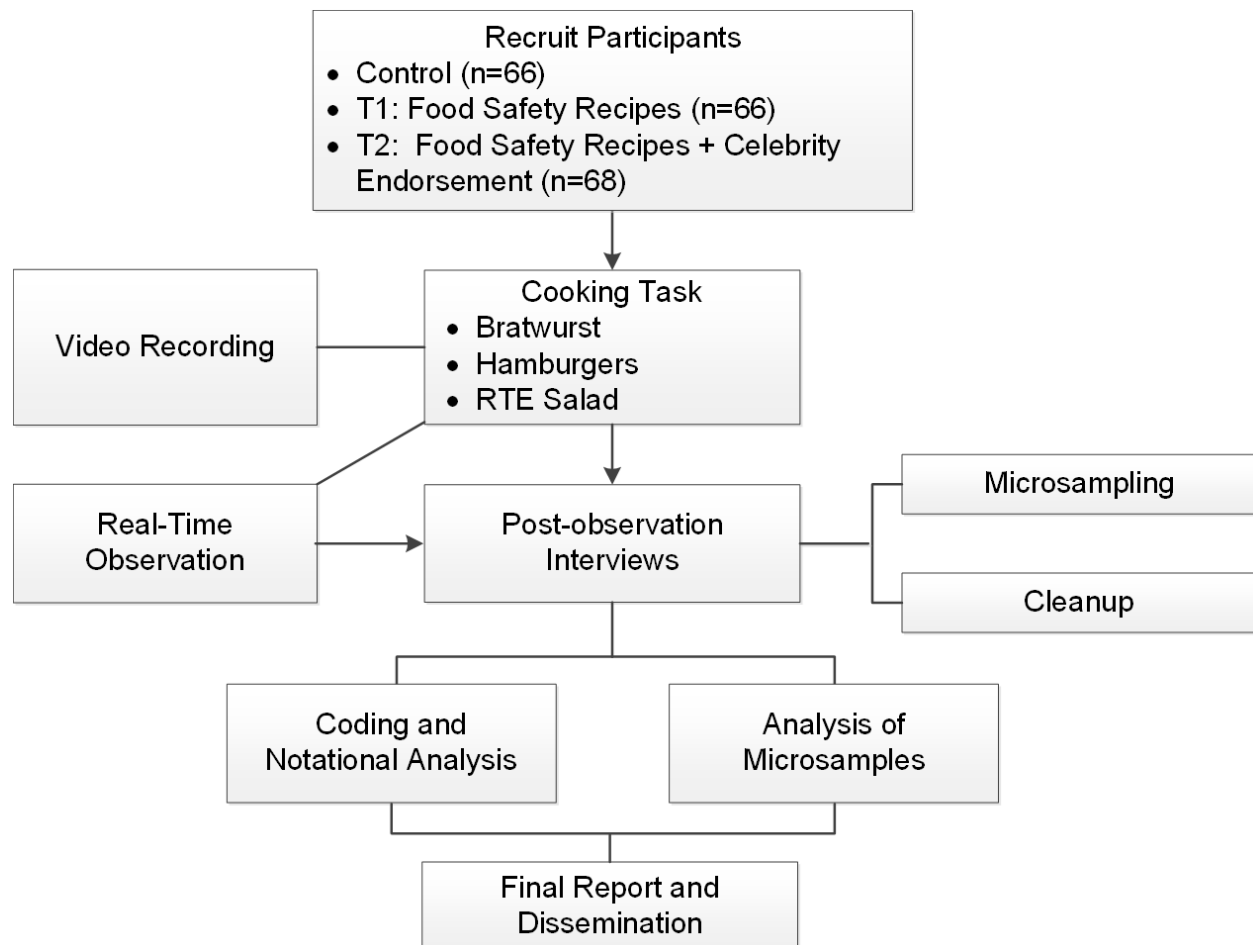 Recruit Participants
• Control (n=66)
• T1: Food Safety Recipes (n=66)
• T2:  Food Safety Recipes + Celebrity
Endorsement (n=68)
Video Recording
Cooking Task
• Bratwurst
• Hamburgers
• RTE Salad
Real-Time
Observation
Post-observation
Interviews
Microsampling
Cleanup
Coding and
Notational Analysis
Analysis of
Microsamples
Final Report and
Dissemination